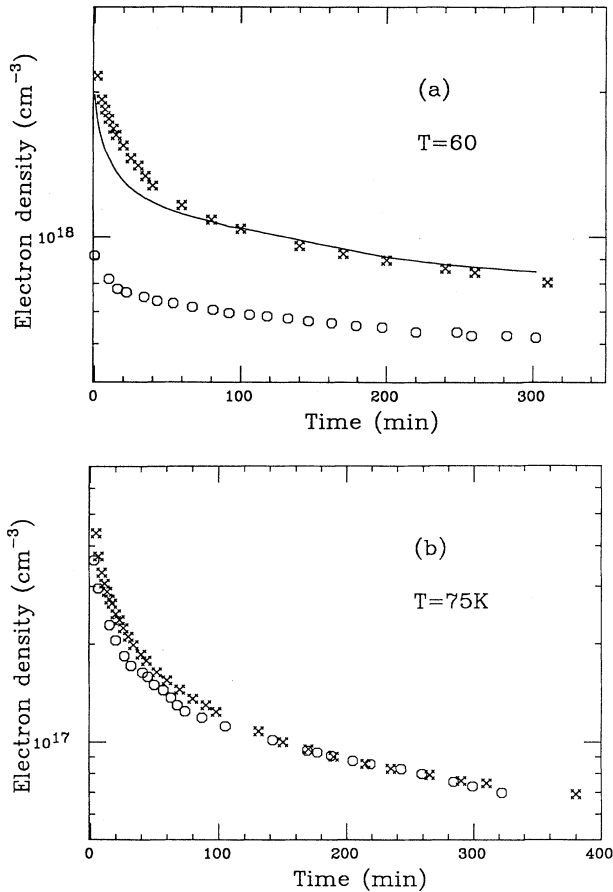 (a)
T=60
Electron density (cm⁻³)
10¹⁸
0 100 200 300
Time (min)
(b)
T=75K
Electron density (cm⁻³)
10¹⁷
0 100 200 300 400
Time (min)